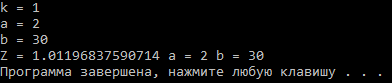 k = 1
a = 2
b = 30
Z = 1.01196837590714 a = 2 b = 30
Программа завершена, нажмите любую клавишу . . .